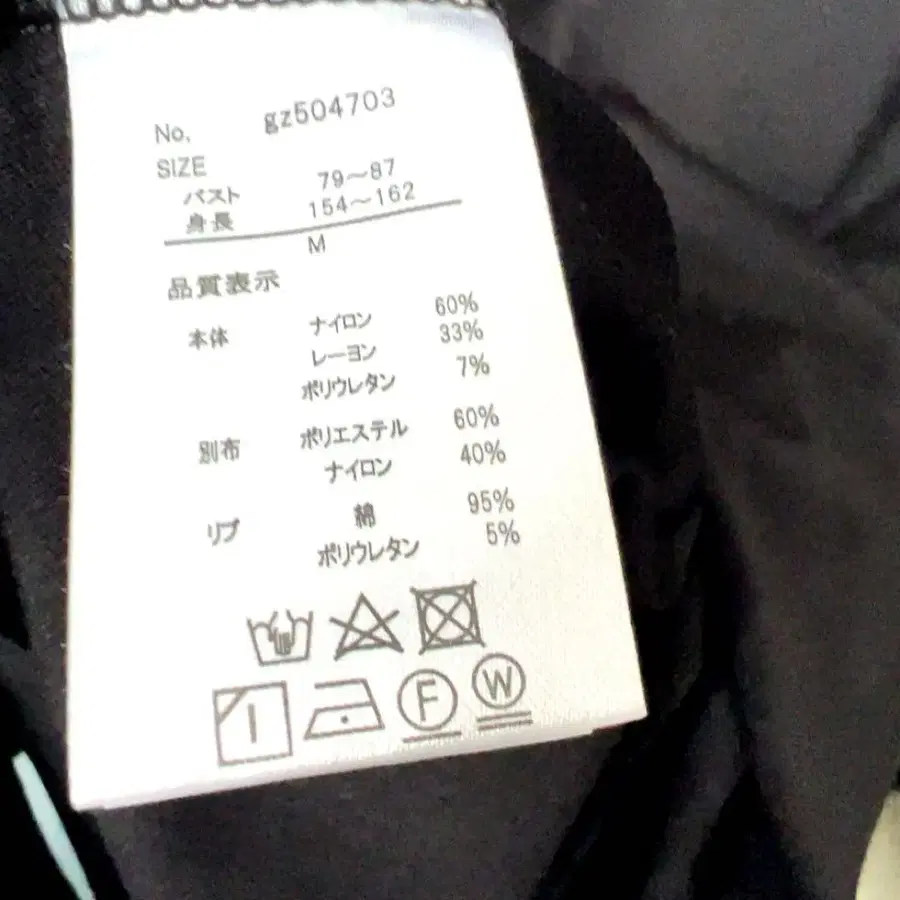 No. gz504703
SIZE
バスト 79～87
身長 154～162
M
品質表示
本体 ナイロン 60%
レーヨン 33%
ポリウレタン 7%
別布 ポリエステル 60%
ナイロン 40%
リブ 綿 95%
ポリウレタン 5%
F W